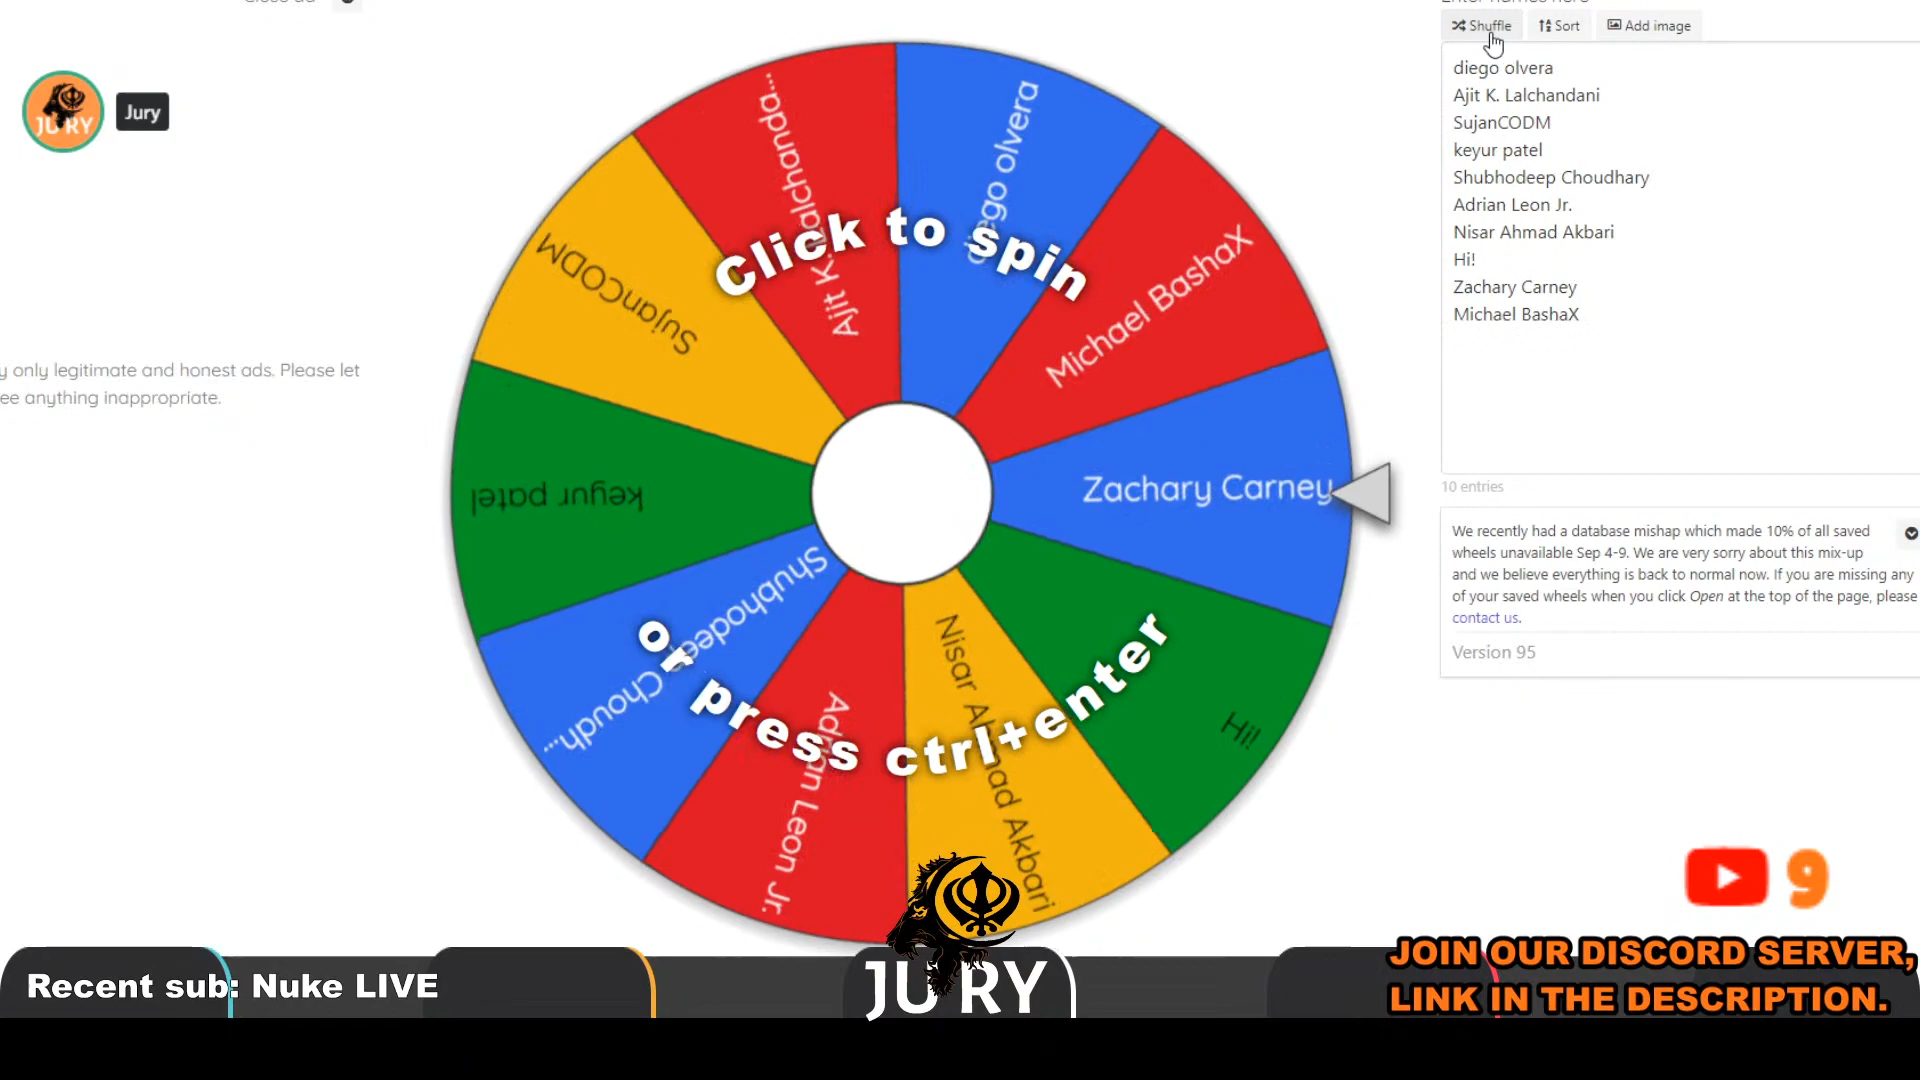 Enter names here
Shuffle
Sort
Add image
JURY
Jury
diego olvera
Ajit K. Lalchandani
SujanCODM
keyur patel
Shubhodeep Choudhary
Adrian Leon Jr.
Nisar Ahmad Akbari
Hi!
Zachary Carney
Michael BashaX
10 entries
We recently had a database mishap which made 10% of all saved
wheels unavailable Sep 4-9. We are very sorry about this mix-up
and we believe everything is back to normal now. If you are missing any
of your saved wheels when you click Open at the top of the page, please
contact us.
Version 95
y only legitimate and honest ads. Please let
ee anything inappropriate.
Click to spin
or press ctrl+enter
Ajit K. Lalchanda...
diego olvera
Michael BashaX
Zachary Carney
Hi!
Nisar Ahmad Akbari
Adrian Leon Jr.
Shubhodeep Choudh...
keyur patel
SujanCODM
9
Recent sub: Nuke LIVE
JURY
JOIN OUR DISCORD SERVER,
LINK IN THE DESCRIPTION.